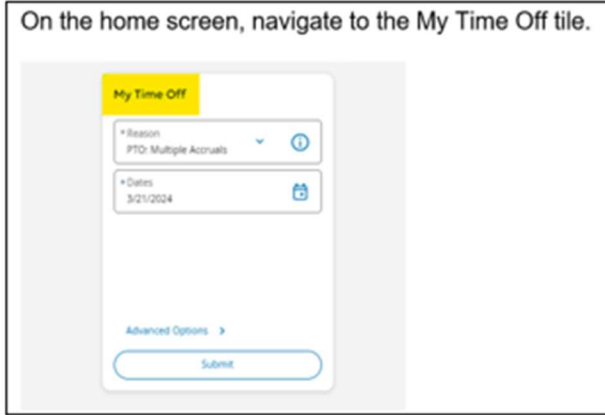 On the home screen, navigate to the My Time Off tile.
My Time Off
* Reason
PTO: Multiple Accruals
* Dates
3/21/2024
Advanced Options >
Submit